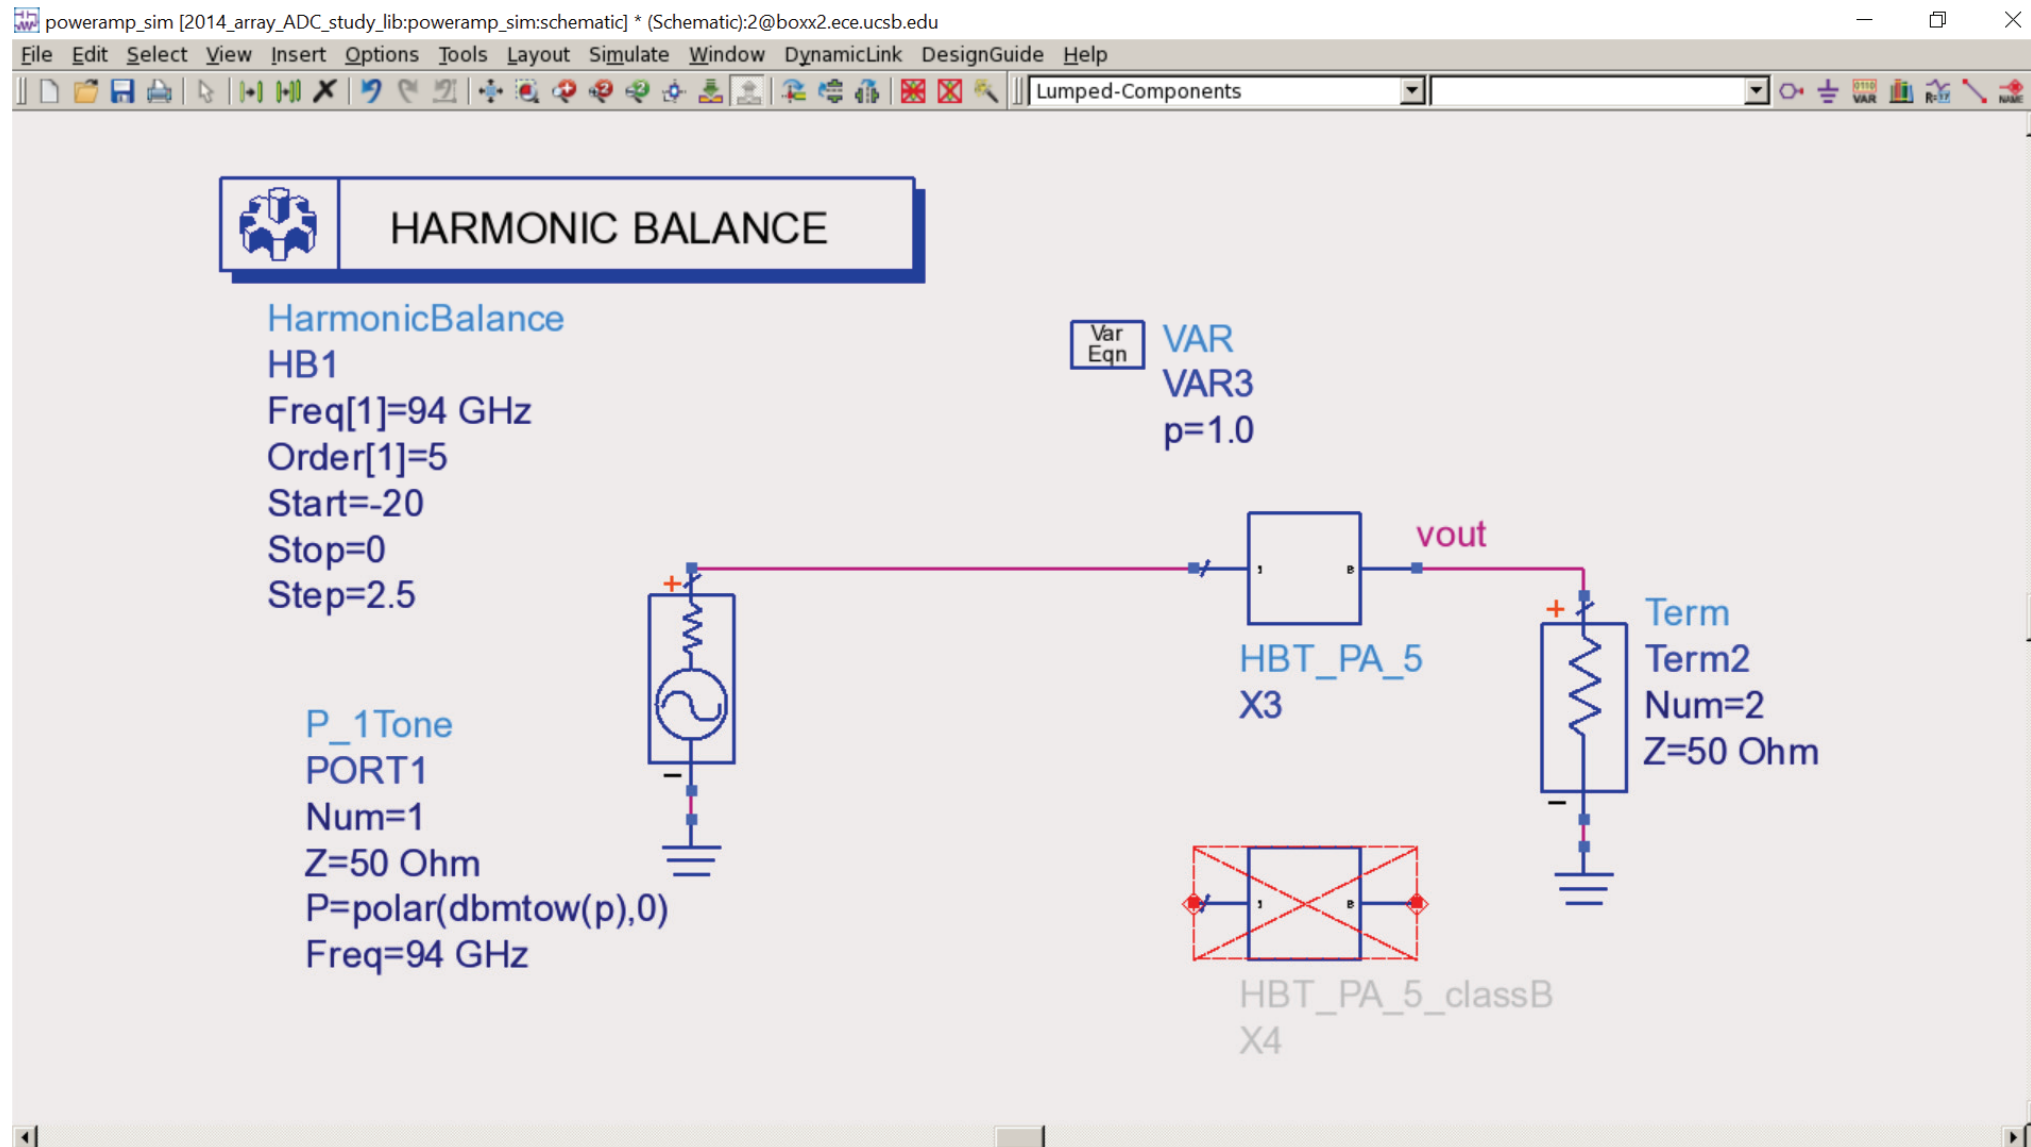 poweramp_sim [2014_array_ADC_study_lib:poweramp_sim:schematic] * (Schematic):2@boxx2.ece.ucsb.edu
File Edit Select View Insert Options Tools Layout Simulate Window DynamicLink DesignGuide Help
Lumped-Components
VAR
NAME
HARMONIC BALANCE
HarmonicBalance
HB1
Freq[1]=94 GHz
Order[1]=5
Start=-20
Stop=0
Step=2.5
Var
Eqn
VAR
VAR3
p=1.0
vout
+
HBT_PA_5
X3
+
Term
Term2
Num=2
Z=50 Ohm
P_1Tone
PORT1
Num=1
Z=50 Ohm
P=polar(dbmtow(p),0)
Freq=94 GHz
HBT_PA_5_classB
X4